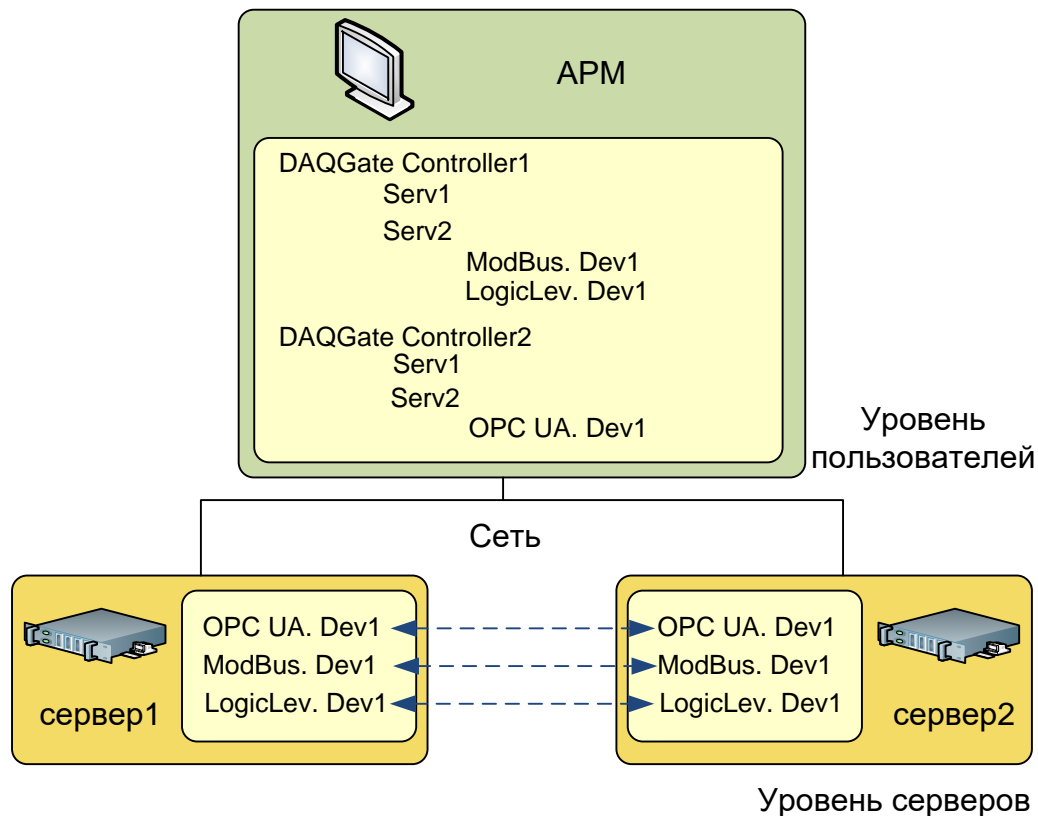 АРМ
DAQGate Controller1
Serv1
Serv2
ModBus. Dev1
LogicLev. Dev1
DAQGate Controller2
Serv1
Serv2
OPC UA. Dev1
Уровень
пользователей
Сеть
OPC UA. Dev1
ModBus. Dev1
LogicLev. Dev1
сервер1
OPC UA. Dev1
ModBus. Dev1
LogicLev. Dev1
сервер2
Уровень серверов